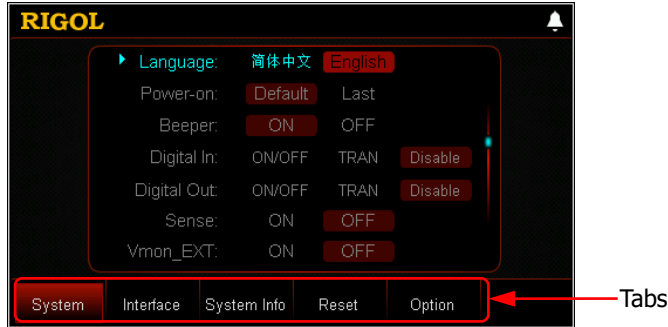 RIGOL
Language: 简体中文 English
Power-on: Default Last
Beeper: ON OFF
Digital In: ON/OFF TRAN Disable
Digital Out: ON/OFF TRAN Disable
Sense: ON OFF
Vmon_EXT: ON OFF
System Interface System Info Reset Option
Tabs